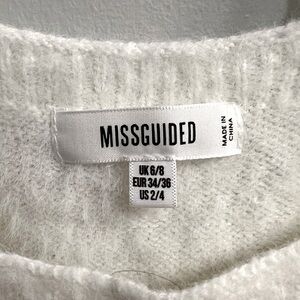 MISSGUIDED
MADE IN
CHINA
UK 6/8
EUR 34/36
US 2/4